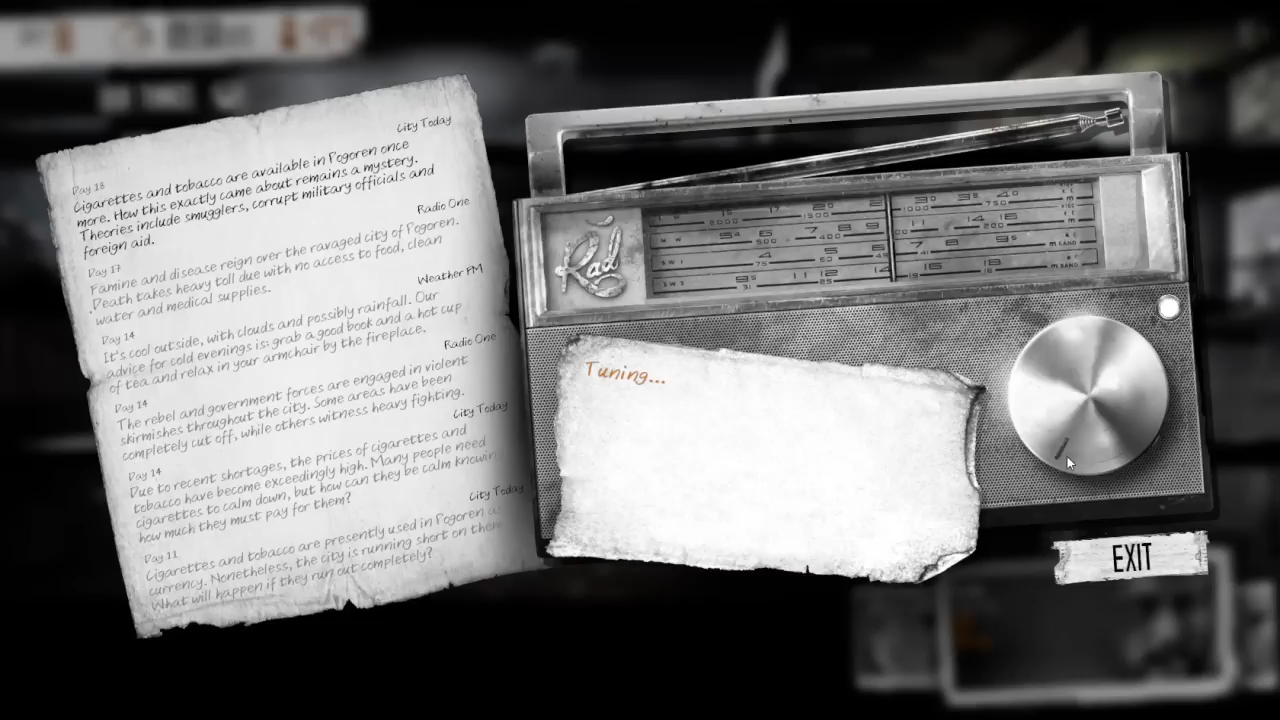 City Today
Day 18
Cigarettes and tobacco are available in Pogoren once
more. How this exactly came about remains a mystery.
Theories include smugglers, corrupt military officials and
foreign aid.
Radio One
Day 17
Famine and disease reign over the ravaged city of Pogoren.
Death takes heavy toll due with no access to food, clean
water and medical supplies.
Weather FM
Day 14
It's cool outside, with clouds and possibly rainfall. Our
advice for cold evenings is: grab a good book and a hot cup
of tea and relax in your armchair by the fireplace.
Radio One
Day 14
The rebel and government forces are engaged in violent
skirmishes throughout the city. Some areas have been
completely cut off, while others witness heavy fighting.
City Today
Day 14
Due to recent shortages, the prices of cigarettes and
tobacco have become exceedingly high. Many people need
cigarettes to calm down, but how can they be calm knowin
how much they must pay for them?
City Today
Day 11
Cigarettes and tobacco are presently used in Pogoren a
currency. Nonetheless, the city is running short on them
What will happen if they run out completely?
Rad
Tuning...
EXIT